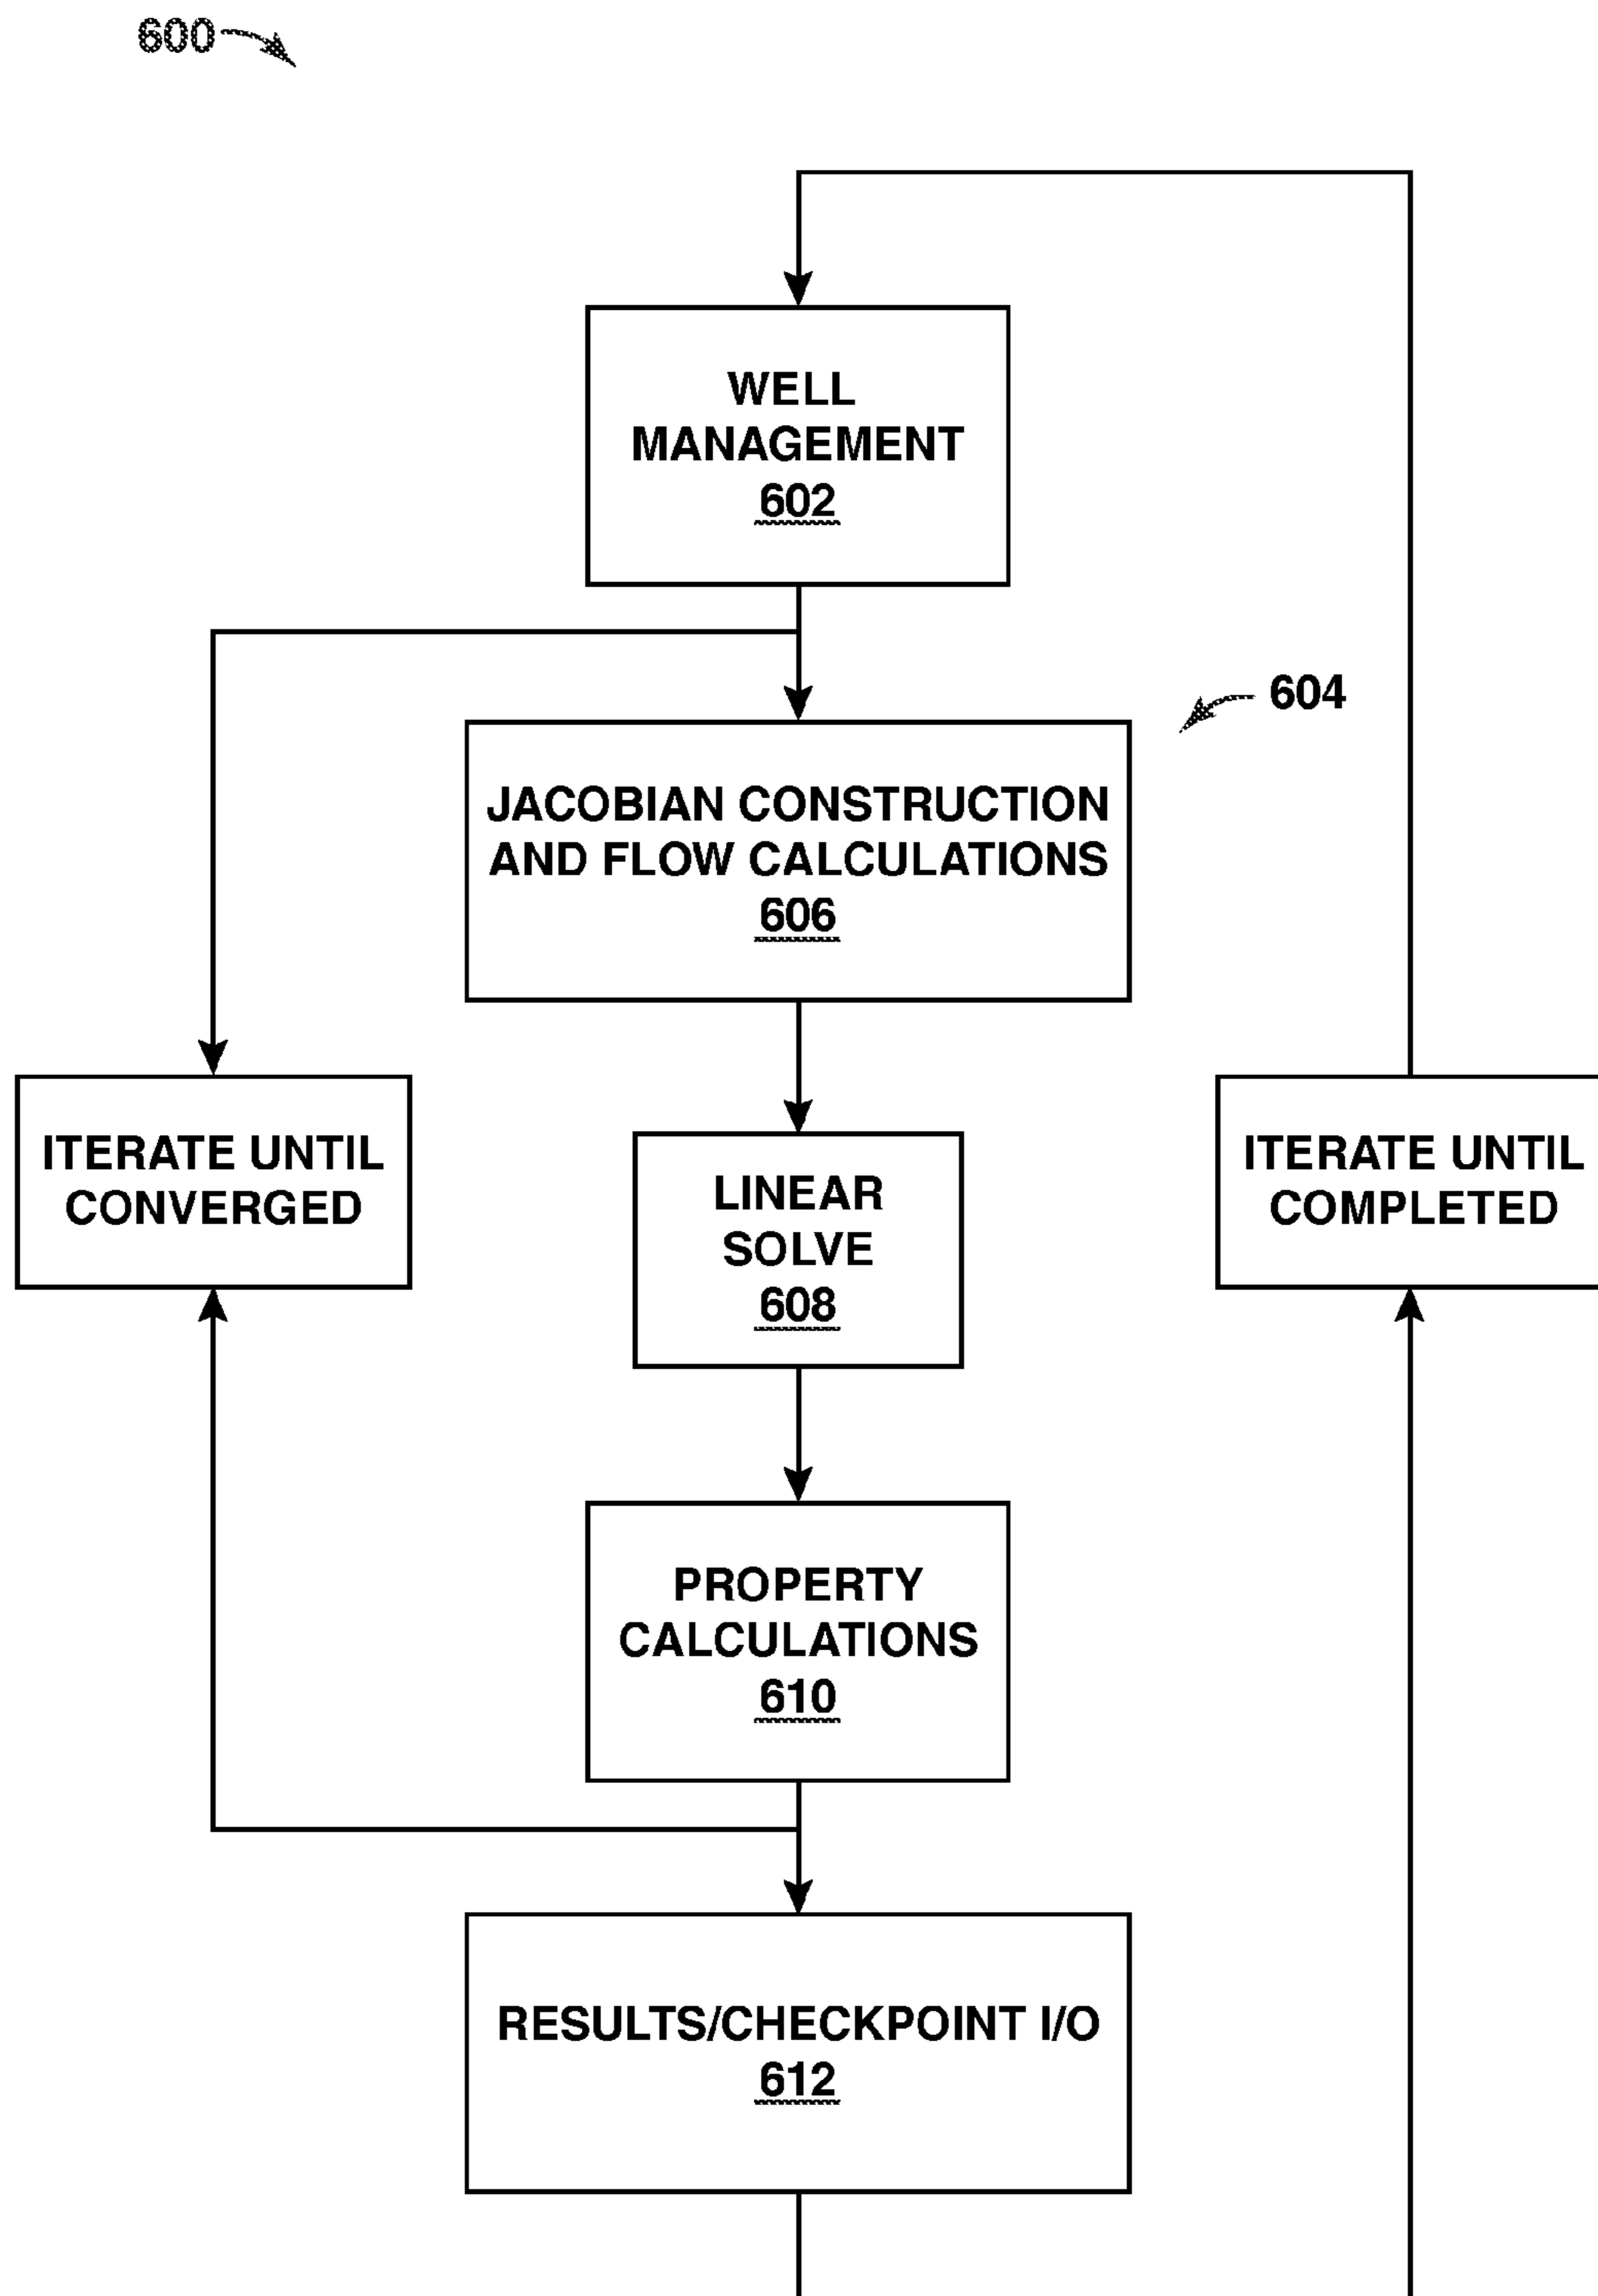 600
WELL
MANAGEMENT
602
604
JACOBIAN CONSTRUCTION
AND FLOW CALCULATIONS
606
ITERATE UNTIL
CONVERGED
LINEAR
SOLVE
608
ITERATE UNTIL
COMPLETED
PROPERTY
CALCULATIONS
610
RESULTS/CHECKPOINT I/O
612